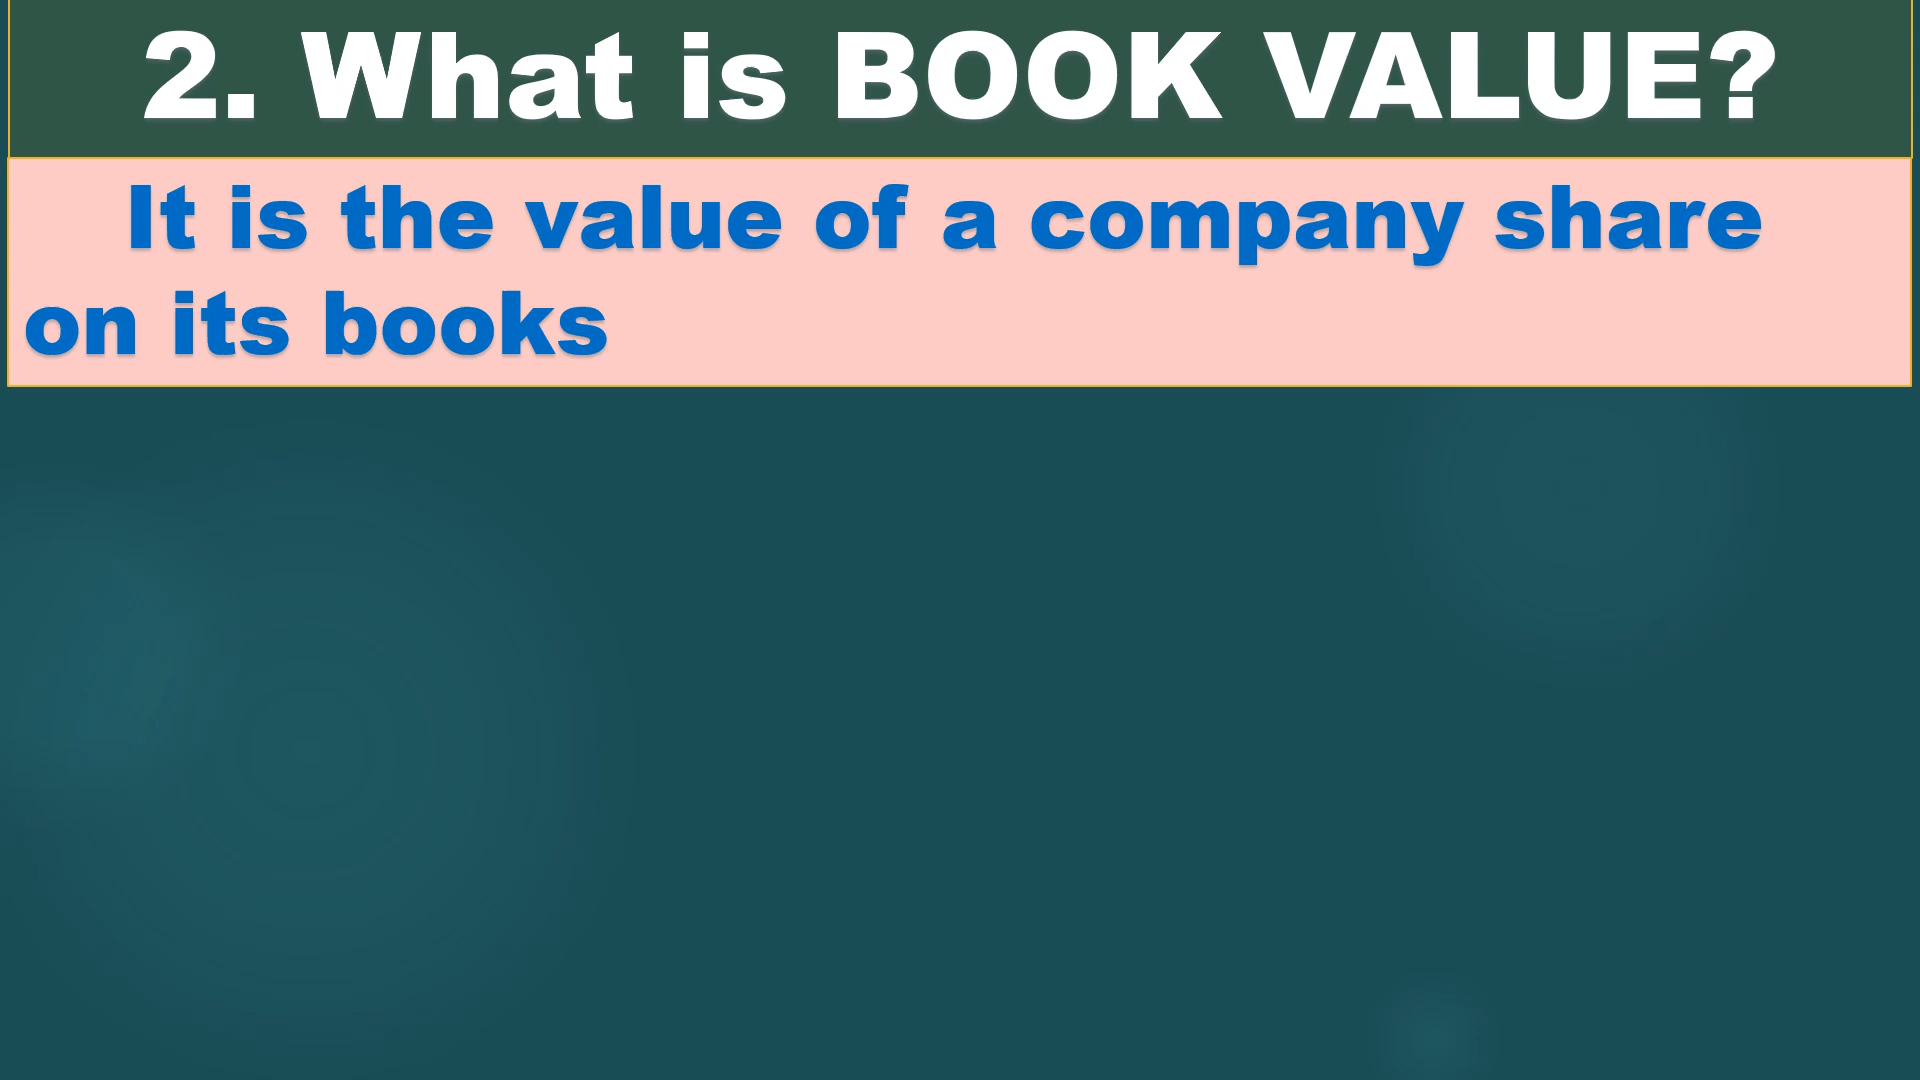 2. What is BOOK VALUE?
It is the value of a company share
on its books